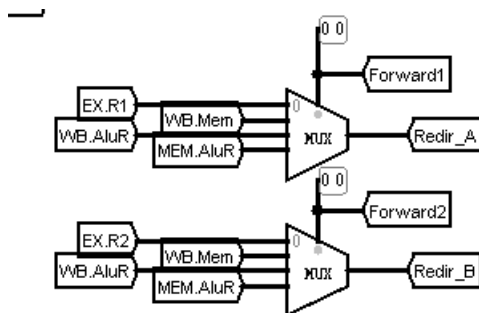 0 0
Forward1
EX.R1
0
WB.Mem
WB.AluR
MUX
Redir_A
MEM.AluR
0 0
Forward2
EX.R2
0
WB.Mem
WB.AluR
MUX
Redir_B
MEM.AluR